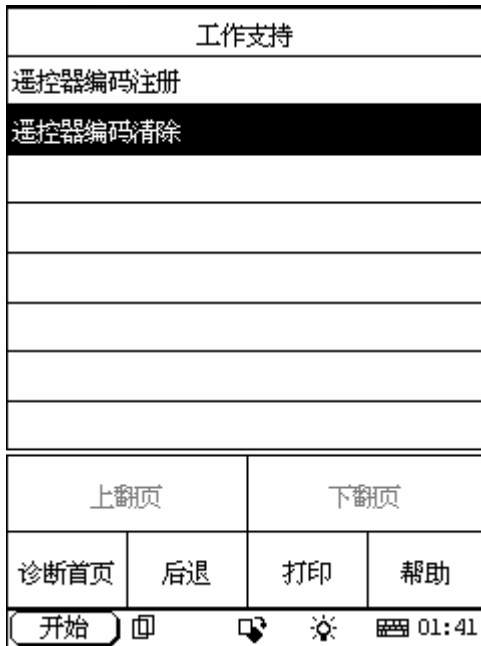 工作支持
遥控器编码注册
遥控器编码清除
上翻页 下翻页
诊断首页 后退 打印 帮助
开始 01:41